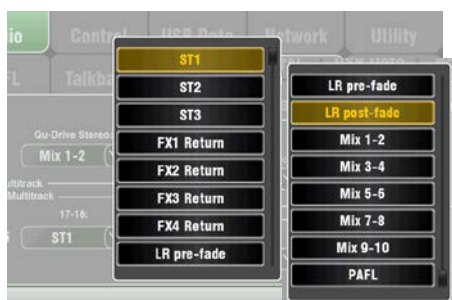 io Control USB Data Network Utility
FL Talkba
Qu-Drive Stereo:
Mix 1-2
ultitrack
Multitrack
17-18:
ST1
ST1
ST2
ST3
FX1 Return
FX2 Return
FX3 Return
FX4 Return
LR pre-fade
LR pre-fade
LR post-fade
Mix 1-2
Mix 3-4
Mix 5-6
Mix 7-8
Mix 9-10
PAFL